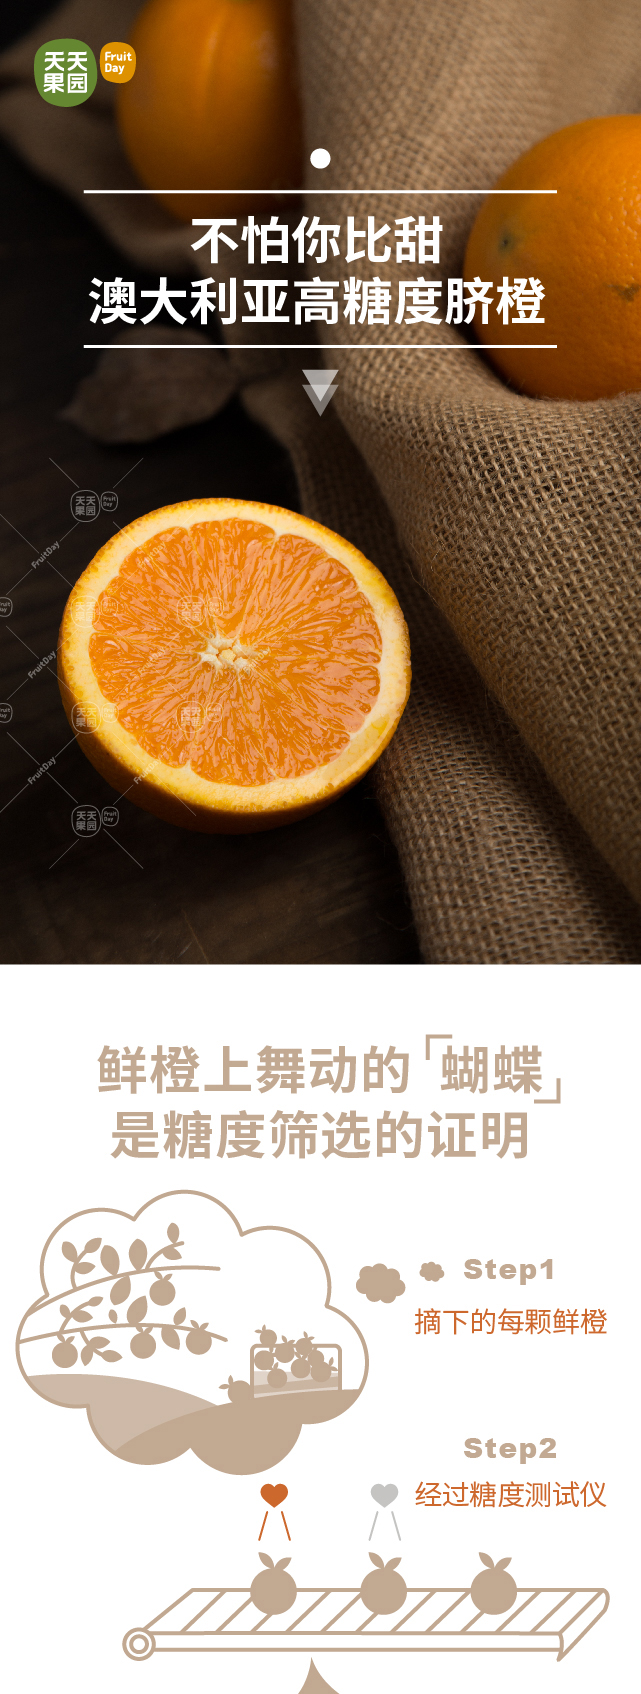 天天
果园
Fruit
Day
不怕你比甜
澳大利亚高糖度脐橙
天天
果园
Fruit
Day
FruitDay
鲜橙上舞动的「蝴蝶」
是糖度筛选的证明
Step1
摘下的每颗鲜橙
Step2
经过糖度测试仪